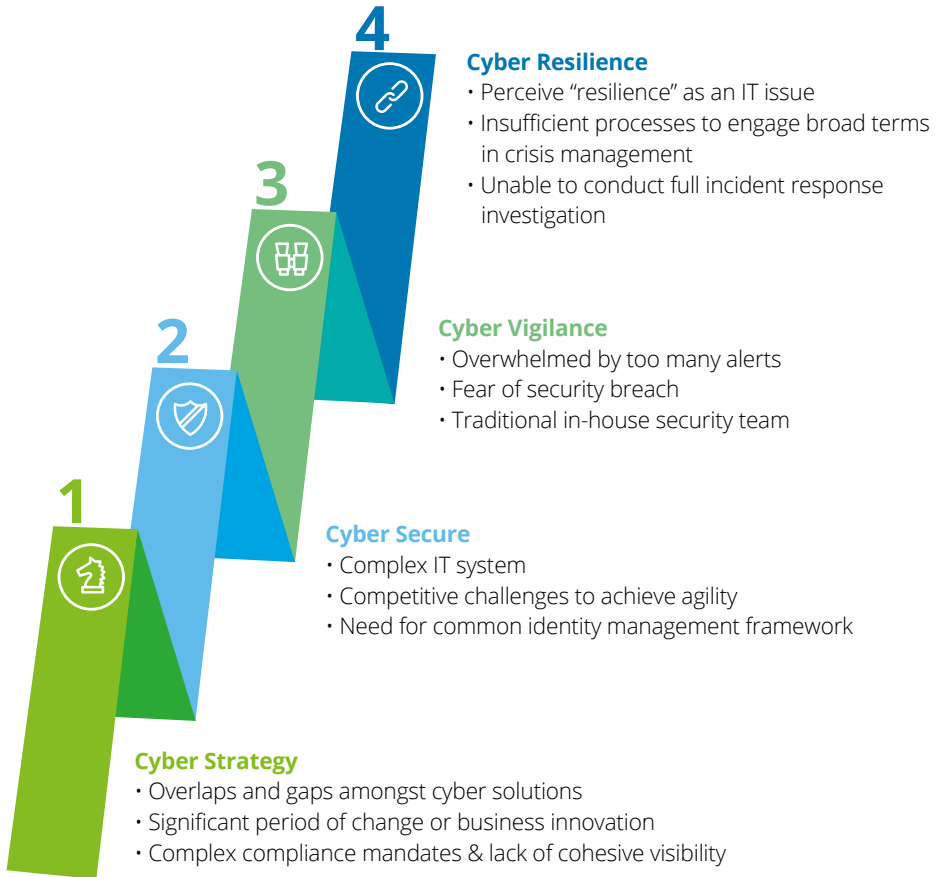 4
Cyber Resilience
• Perceive “resilience” as an IT issue
• Insufficient processes to engage broad terms
in crisis management
• Unable to conduct full incident response
investigation
3
Cyber Vigilance
• Overwhelmed by too many alerts
• Fear of security breach
• Traditional in-house security team
2
Cyber Secure
• Complex IT system
• Competitive challenges to achieve agility
• Need for common identity management framework
1
Cyber Strategy
• Overlaps and gaps amongst cyber solutions
• Significant period of change or business innovation
• Complex compliance mandates & lack of cohesive visibility